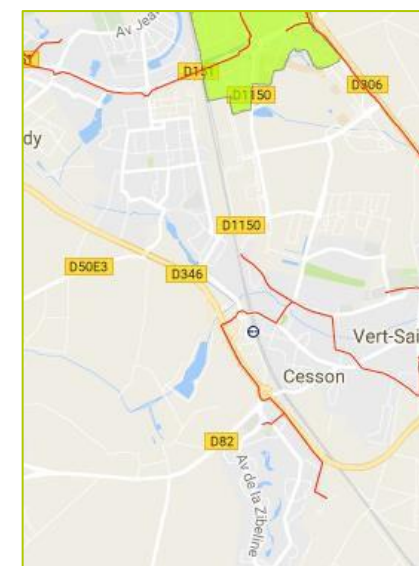 Av Jean
D151
D1150
D306
dy
D1150
D50E3
D346
Vert-Sai
Cesson
D82
Av de la Zibeline